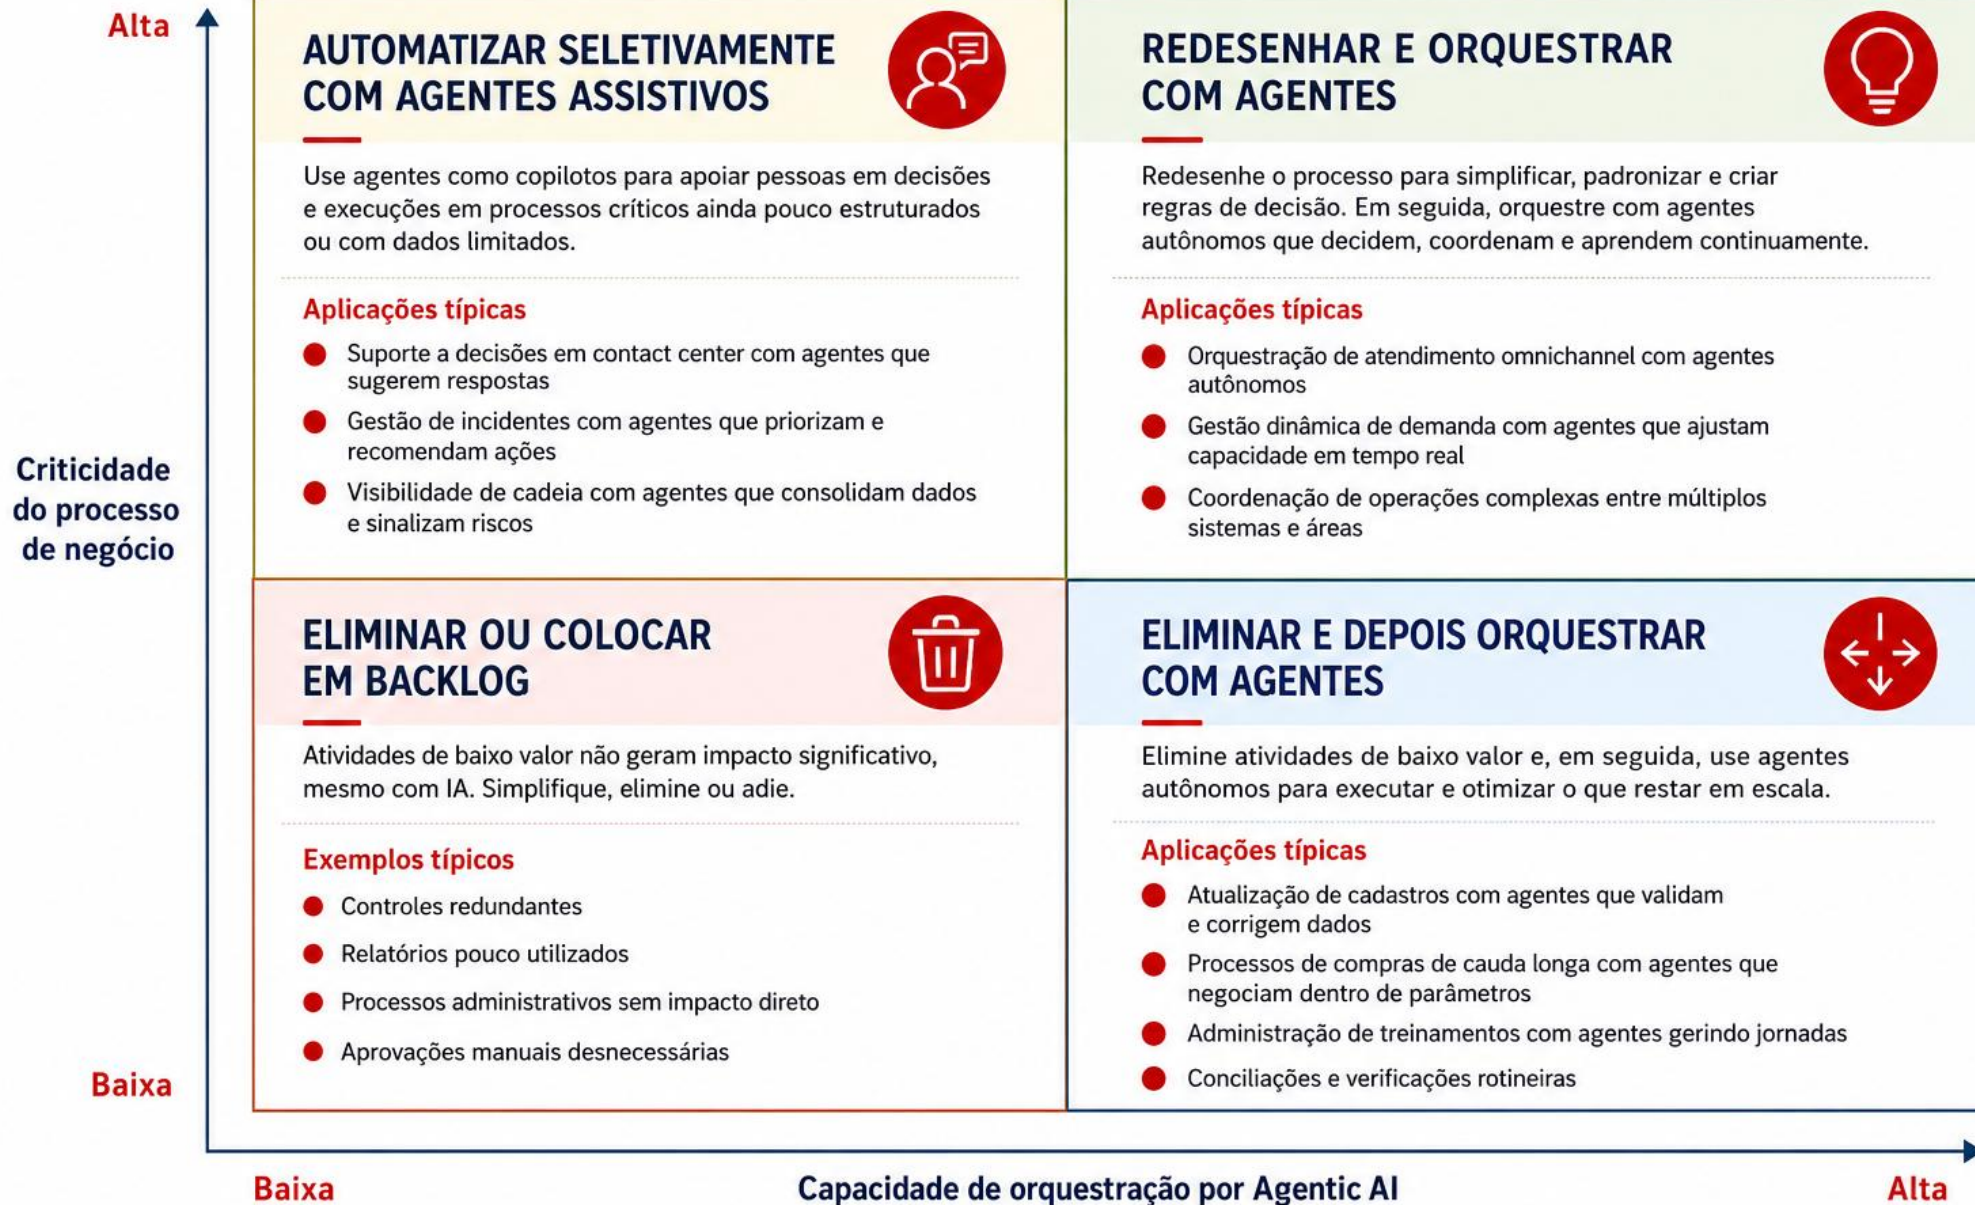 Alta
AUTOMATIZAR SELETIVAMENTE
COM AGENTES ASSISTIVOS
Use agentes como copilotos para apoiar pessoas em decisões
e execuções em processos críticos ainda pouco estruturados
ou com dados limitados.
Aplicações típicas
Suporte a decisões em contact center com agentes que
sugerem respostas
Gestão de incidentes com agentes que priorizam e
recomendam ações
Visibilidade de cadeia com agentes que consolidam dados
e sinalizam riscos
REDESENHAR E ORQUESTRAR
COM AGENTES
Redesenhe o processo para simplificar, padronizar e criar
regras de decisão. Em seguida, orquestre com agentes
autônomos que decidem, coordenam e aprendem continuamente.
Aplicações típicas
Orquestração de atendimento omnichannel com agentes
autônomos
Gestão dinâmica de demanda com agentes que ajustam
capacidade em tempo real
Coordenação de operações complexas entre múltiplos
sistemas e áreas
Criticidade
do processo
de negócio
ELIMINAR OU COLOCAR
EM BACKLOG
Atividades de baixo valor não geram impacto significativo,
mesmo com IA. Simplifique, elimine ou adie.
Exemplos típicos
Controles redundantes
Relatórios pouco utilizados
Processos administrativos sem impacto direto
Aprovações manuais desnecessárias
ELIMINAR E DEPOIS ORQUESTRAR
COM AGENTES
Elimine atividades de baixo valor e, em seguida, use agentes
autônomos para executar e otimizar o que restar em escala.
Aplicações típicas
Atualização de cadastros com agentes que validam
e corrigem dados
Processos de compras de cauda longa com agentes que
negociam dentro de parâmetros
Administração de treinamentos com agentes gerindo jornadas
Conciliações e verificações rotineiras
Baixa
Baixa
Capacidade de orquestração por Agentic AI
Alta